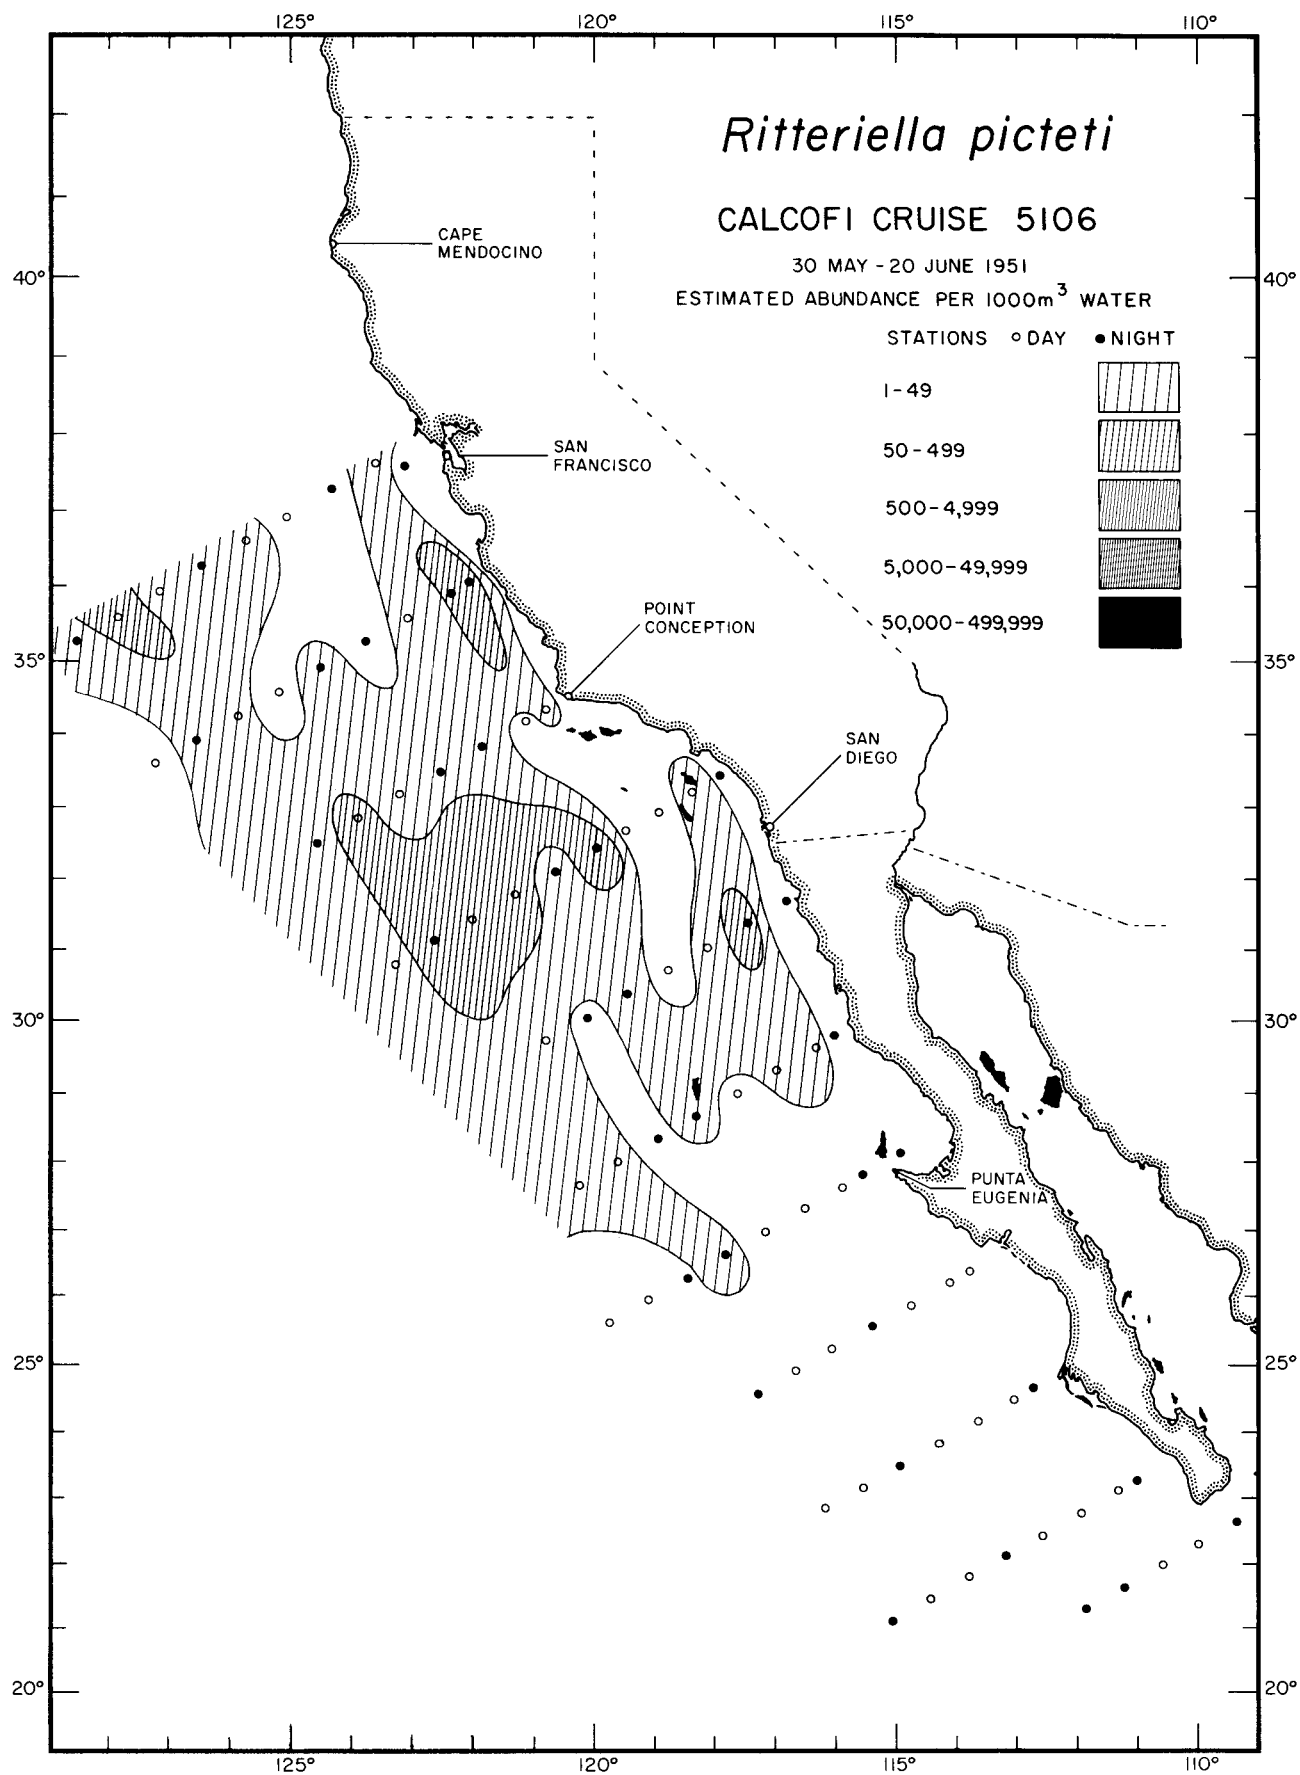 125° 120° 115° 110°
Ritteriella picteti
CALCOFI CRUISE 5106
30 MAY - 20 JUNE 1951
ESTIMATED ABUNDANCE PER 1000m³ WATER
STATIONS ○ DAY ● NIGHT
1-49
50-499
500-4,999
5,000-49,999
50,000-499,999
CAPE
MENDOCINO
40° 40°
SAN
FRANCISCO
POINT
CONCEPTION
35° 35°
SAN
DIEGO
30° 30°
PUNTA
EUGENIA
25° 25°
20° 20°
125° 120° 115° 110°